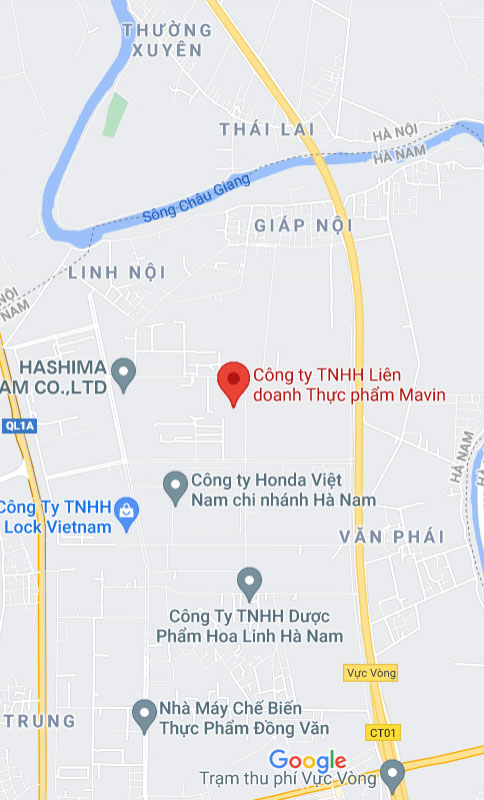 THƯỜNG
XUYÊN
THÁI LAI
HÀ NỘI
HÀ NAM
Sông Châu Giang
GIÁP NỘI
LINH NỘI
NỘI
NAM
HASHIMA
AM CO.,LTD
Công ty TNHH Liên
doanh Thực phẩm Mavin
QL1A
HÀ NAM
HÀ N
Công ty Honda Việt
Nam chi nhánh Hà Nam
Công Ty TNHH
Lock Vietnam
VĂN PHÁI
Công Ty TNHH Dược
Phẩm Hoa Linh Hà Nam
Vực Vòng
Nhà Máy Chế Biến
Thực Phẩm Đồng Văn
TRUNG
CT01
Google
Trạm thu phí Vực Vòng